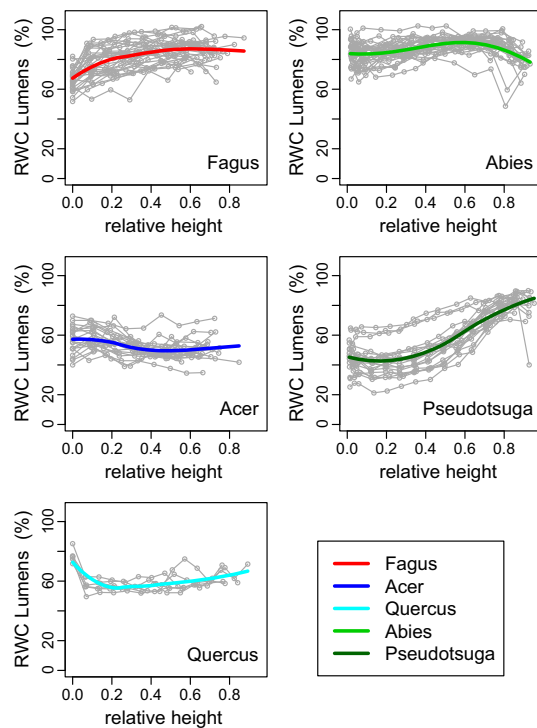 RWC Lumens (%)
0 20 60 100
Fagus
0.0 0.2 0.4 0.6 0.8
relative height
RWC Lumens (%)
0 20 60 100
Abies
0.0 0.2 0.4 0.6 0.8
relative height
RWC Lumens (%)
0 20 60 100
Acer
0.0 0.2 0.4 0.6 0.8
relative height
RWC Lumens (%)
0 20 60 100
Pseudotsuga
0.0 0.2 0.4 0.6 0.8
relative height
RWC Lumens (%)
0 20 60 100
Quercus
0.0 0.2 0.4 0.6 0.8
relative height
Fagus
Acer
Quercus
Abies
Pseudotsuga